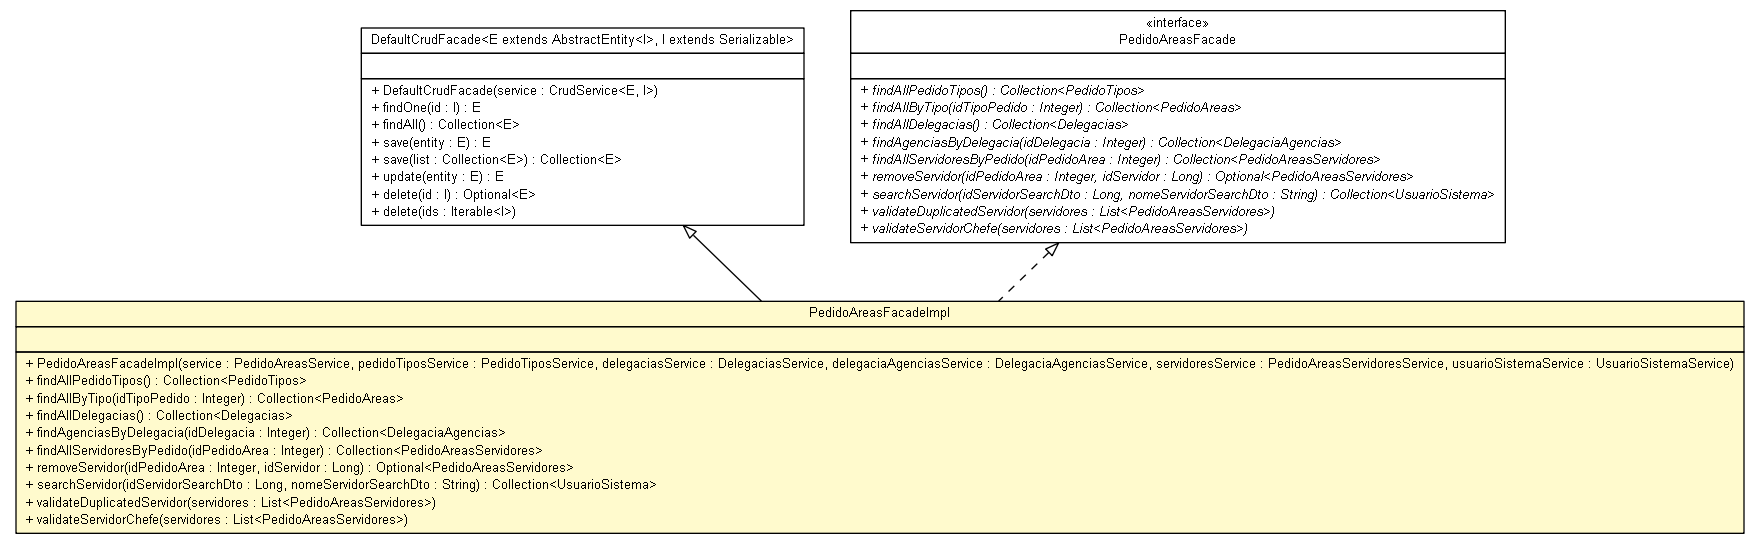 DefaultCrudFacade<E extends AbstractEntity<I>, I extends Serializable>
+ DefaultCrudFacade(service : CrudService<E, I>)
+ findOne(id : I) : E
+ findAll() : Collection<E>
+ save(entity : E) : E
+ save(list : Collection<E>) : Collection<E>
+ update(entity : E) : E
+ delete(id : I) : Optional<E>
+ delete(ids : Iterable<I>)
«interface»
PedidoAreasFacade
+ findAllPedidoTipos() : Collection<PedidoTipos>
+ findAllByTipo(idTipoPedido : Integer) : Collection<PedidoAreas>
+ findAllDelegacias() : Collection<Delegacias>
+ findAgenciasByDelegacia(idDelegacia : Integer) : Collection<DelegaciaAgencias>
+ findAllServidoresByPedido(idPedidoArea : Integer) : Collection<PedidoAreasServidores>
+ removeServidor(idPedidoArea : Integer, idServidor : Long) : Optional<PedidoAreasServidores>
+ searchServidor(idServidorSearchDto : Long, nomeServidorSearchDto : String) : Collection<UsuarioSistema>
+ validateDuplicatedServidor(servidores : List<PedidoAreasServidores>)
+ validateServidorChefe(servidores : List<PedidoAreasServidores>)
PedidoAreasFacadeImpl
+ PedidoAreasFacadeImpl(service : PedidoAreasService, pedidoTiposService : PedidoTiposService, delegaciasService : DelegaciasService, delegaciaAgenciasService : DelegaciaAgenciasService, servidoresService : PedidoAreasServidoresService, usuarioSistemaService : UsuarioSistemaService)
+ findAllPedidoTipos() : Collection<PedidoTipos>
+ findAllByTipo(idTipoPedido : Integer) : Collection<PedidoAreas>
+ findAllDelegacias() : Collection<Delegacias>
+ findAgenciasByDelegacia(idDelegacia : Integer) : Collection<DelegaciaAgencias>
+ findAllServidoresByPedido(idPedidoArea : Integer) : Collection<PedidoAreasServidores>
+ removeServidor(idPedidoArea : Integer, idServidor : Long) : Optional<PedidoAreasServidores>
+ searchServidor(idServidorSearchDto : Long, nomeServidorSearchDto : String) : Collection<UsuarioSistema>
+ validateDuplicatedServidor(servidores : List<PedidoAreasServidores>)
+ validateServidorChefe(servidores : List<PedidoAreasServidores>)